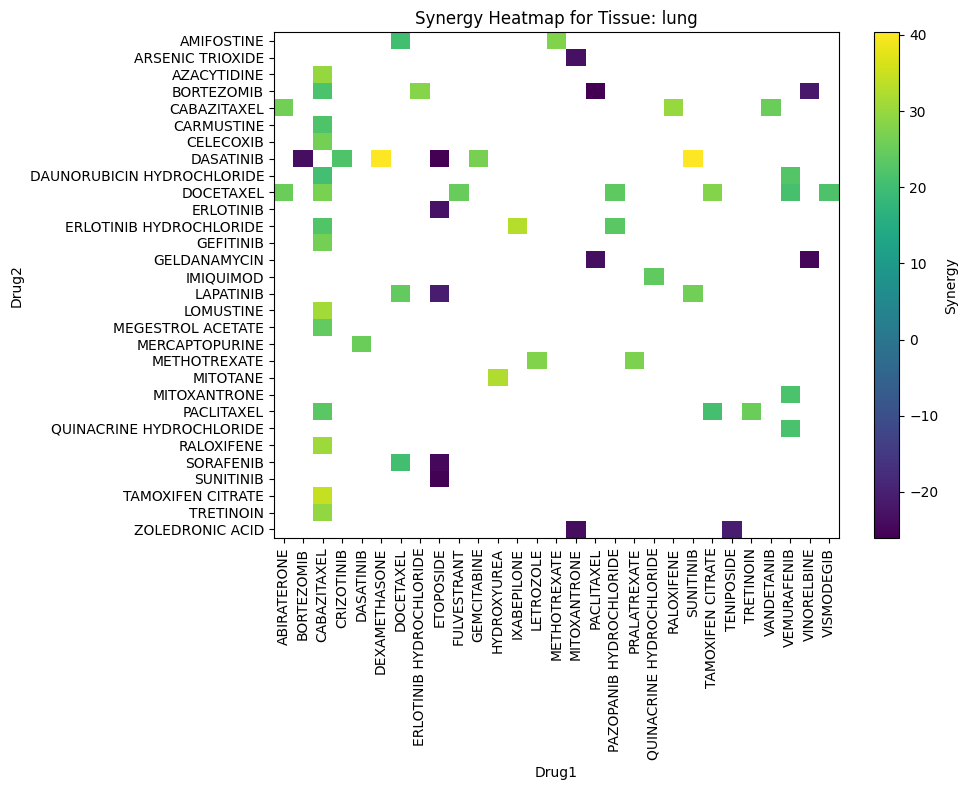 Synergy Heatmap for Tissue: lung
Drug2
AMIFOSTINE
ARSENIC TRIOXIDE
AZACYTIDINE
BORTEZOMIB
CABAZITAXEL
CARMUSTINE
CELECOXIB
DASATINIB
DAUNORUBICIN HYDROCHLORIDE
DOCETAXEL
ERLOTINIB
ERLOTINIB HYDROCHLORIDE
GEFITINIB
GELDANAMYCIN
IMIQUIMOD
LAPATINIB
LOMUSTINE
MEGESTROL ACETATE
MERCAPTOPURINE
METHOTREXATE
MITOTANE
MITOXANTRONE
PACLITAXEL
QUINACRINE HYDROCHLORIDE
RALOXIFENE
SORAFENIB
SUNITINIB
TAMOXIFEN CITRATE
TRETINOIN
ZOLEDRONIC ACID
ABIRATERONE
BORTEZOMIB
CABAZITAXEL
CRIZOTINIB
DASATINIB
DEXAMETHASONE
DOCETAXEL
ERLOTINIB HYDROCHLORIDE
ETOPOSIDE
FULVESTRANT
GEMCITABINE
HYDROXYUREA
IXABEPILONE
LETROZOLE
METHOTREXATE
MITOXANTRONE
PACLITAXEL
PAZOPANIB HYDROCHLORIDE
PRALATREXATE
QUINACRINE HYDROCHLORIDE
RALOXIFENE
SUNITINIB
TAMOXIFEN CITRATE
TENIPOSIDE
TRETINOIN
VANDETANIB
VEMURAFENIB
VINORELBINE
VISMODEGIB
Drug1
40
30
20
10
0
−10
−20
Synergy